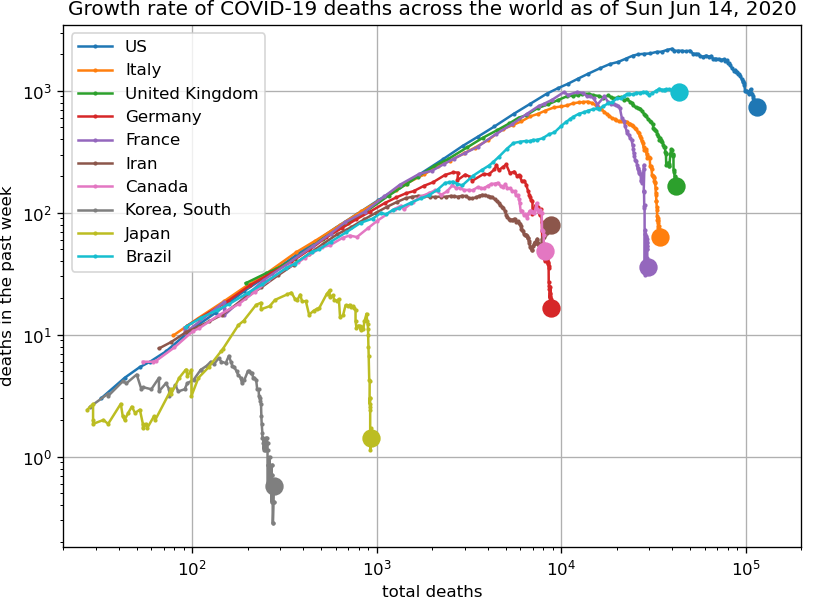 Growth rate of COVID-19 deaths across the world as of Sun Jun 14, 2020
US
Italy
United Kingdom
Germany
France
Iran
Canada
Korea, South
Japan
Brazil
deaths in the past week
10³
10²
10¹
10⁰
10² 10³ 10⁴ 10⁵
total deaths